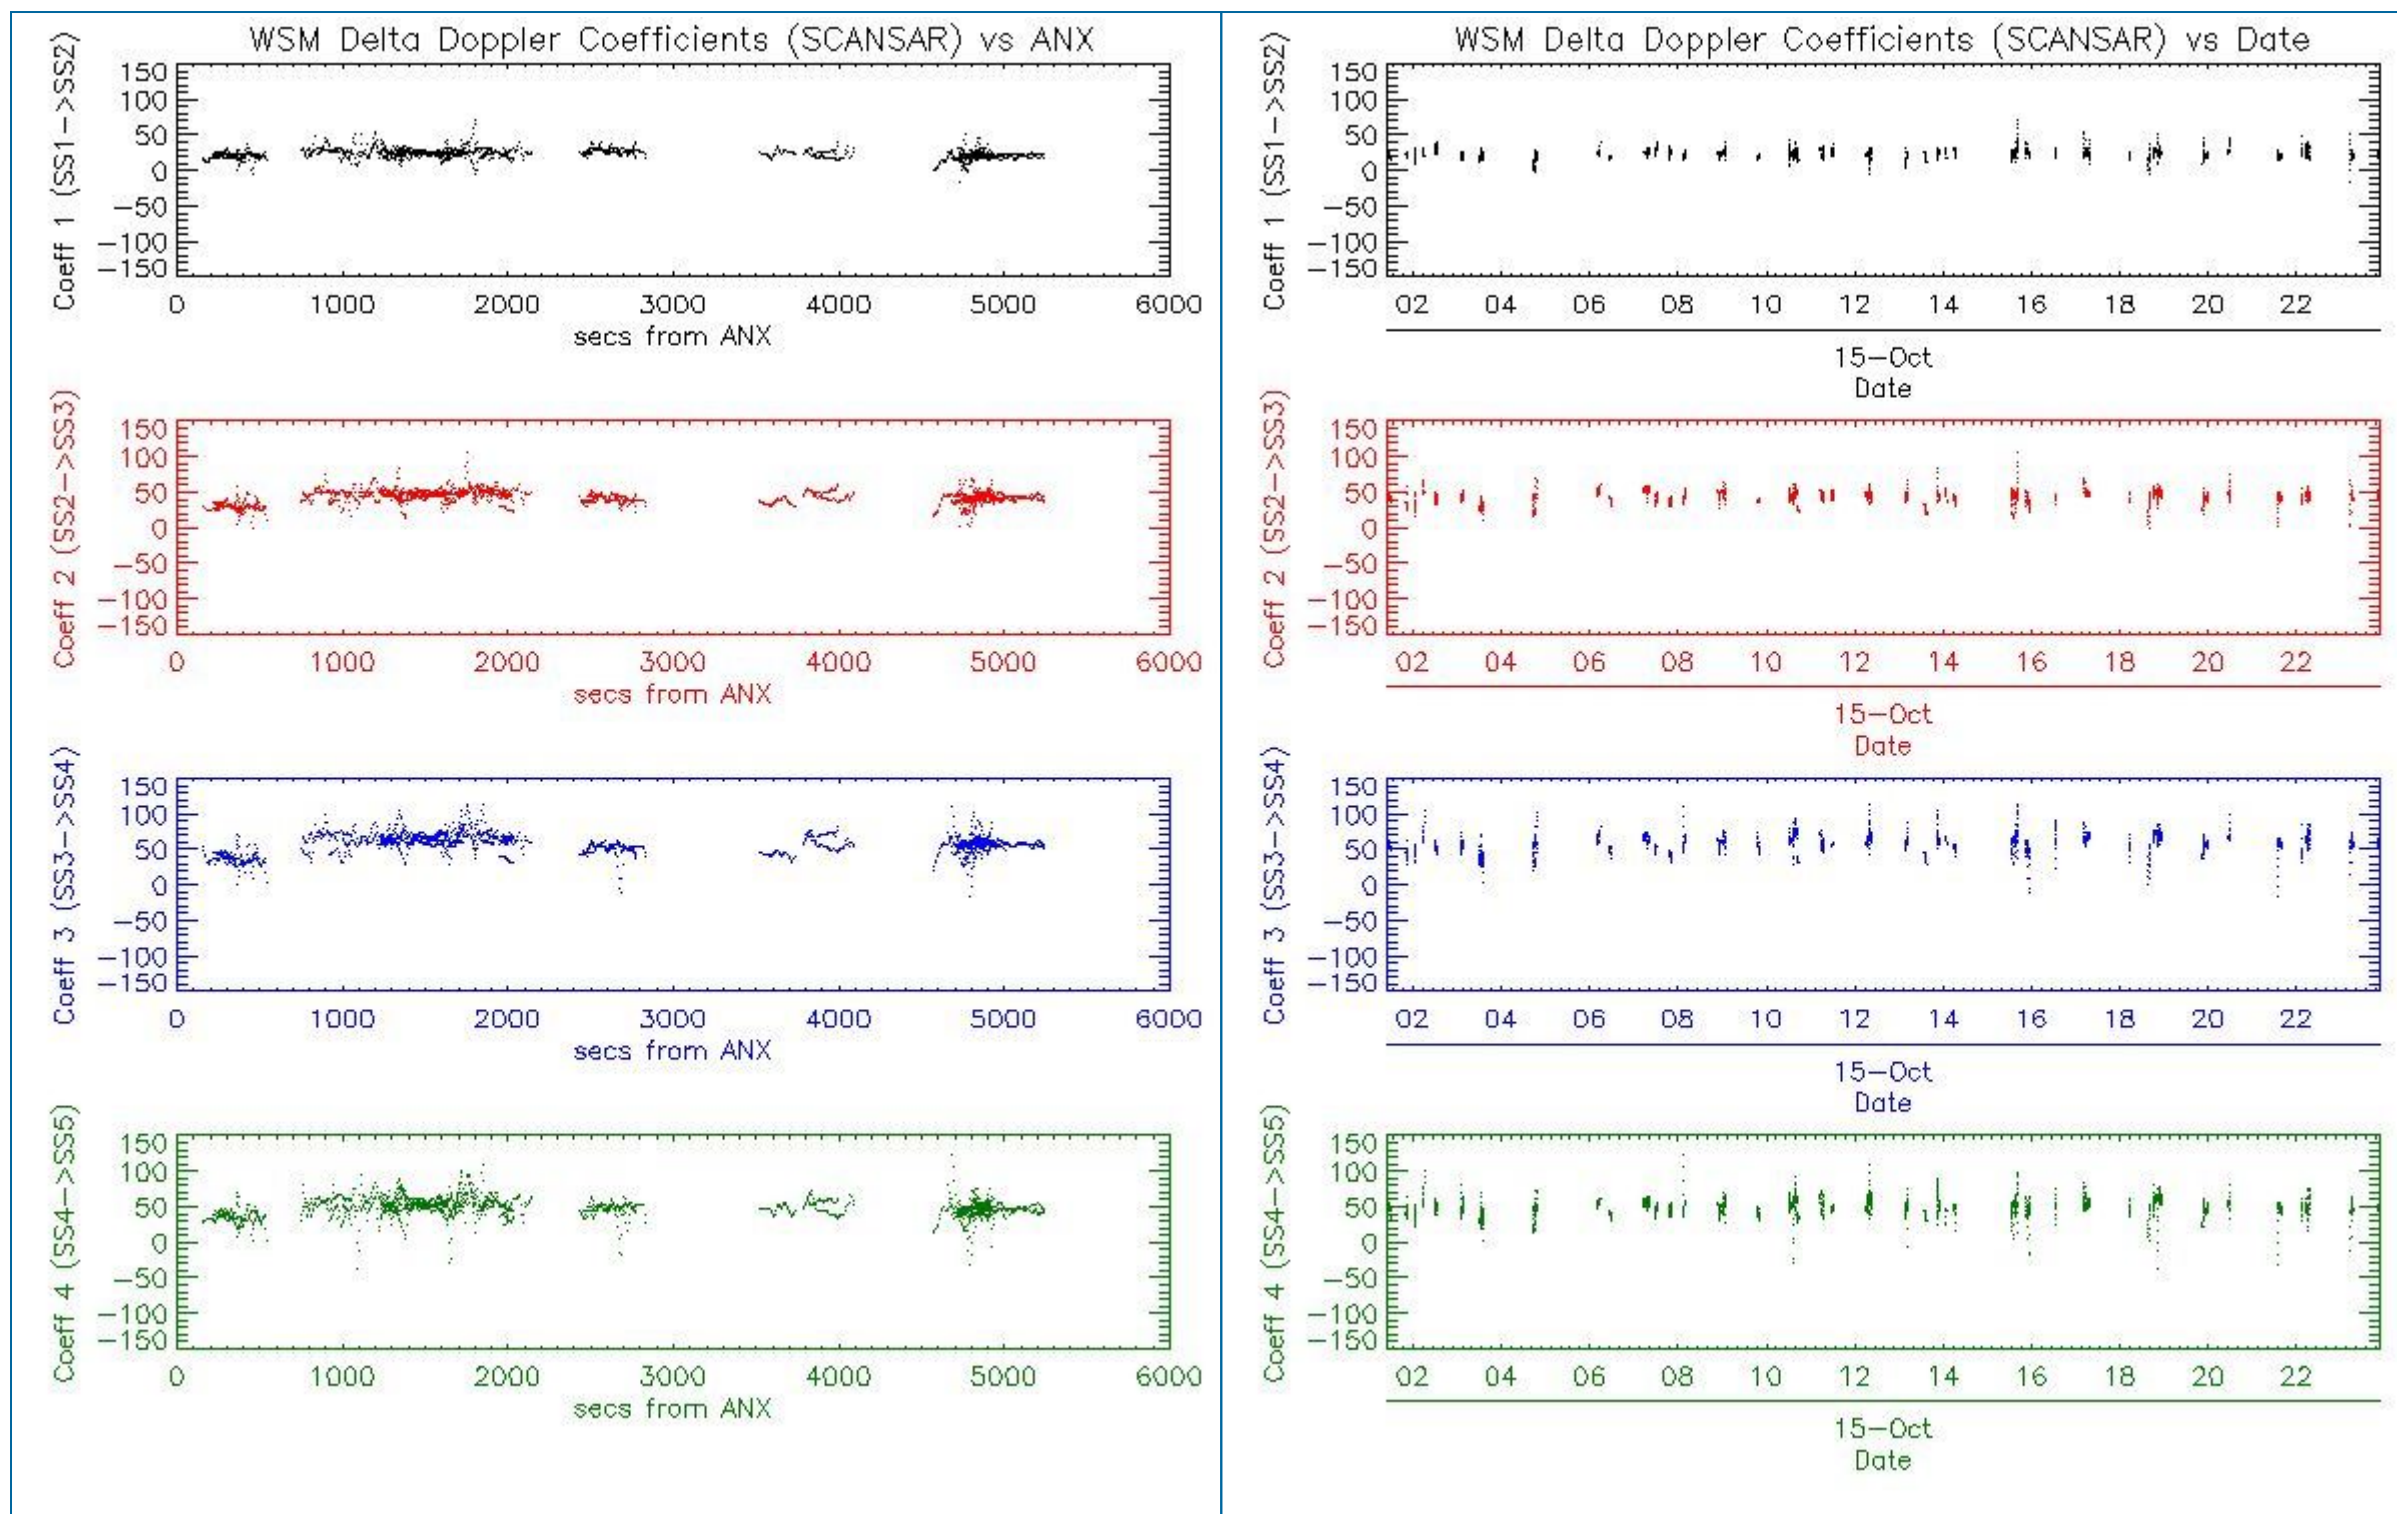 WSM Delta Doppler Coefficients (SCANSAR) vs ANX
Coeff 1 (SS1->SS2)
150
100
50
0
-50
-100
-150
0 1000 2000 3000 4000 5000 6000
secs from ANX
Coeff 2 (SS2->SS3)
150
100
50
0
-50
-100
-150
0 1000 2000 3000 4000 5000 6000
secs from ANX
Coeff 3 (SS3->SS4)
150
100
50
0
-50
-100
-150
0 1000 2000 3000 4000 5000 6000
secs from ANX
Coeff 4 (SS4->SS5)
150
100
50
0
-50
-100
-150
0 1000 2000 3000 4000 5000 6000
secs from ANX
WSM Delta Doppler Coefficients (SCANSAR) vs Date
Coeff 1 (SS1->SS2)
150
100
50
0
-50
-100
-150
02 04 06 08 10 12 14 16 18 20 22
15-Oct
Date
Coeff 2 (SS2->SS3)
150
100
50
0
-50
-100
-150
02 04 06 08 10 12 14 16 18 20 22
15-Oct
Date
Coeff 3 (SS3->SS4)
150
100
50
0
-50
-100
-150
02 04 06 08 10 12 14 16 18 20 22
15-Oct
Date
Coeff 4 (SS4->SS5)
150
100
50
0
-50
-100
-150
02 04 06 08 10 12 14 16 18 20 22
15-Oct
Date